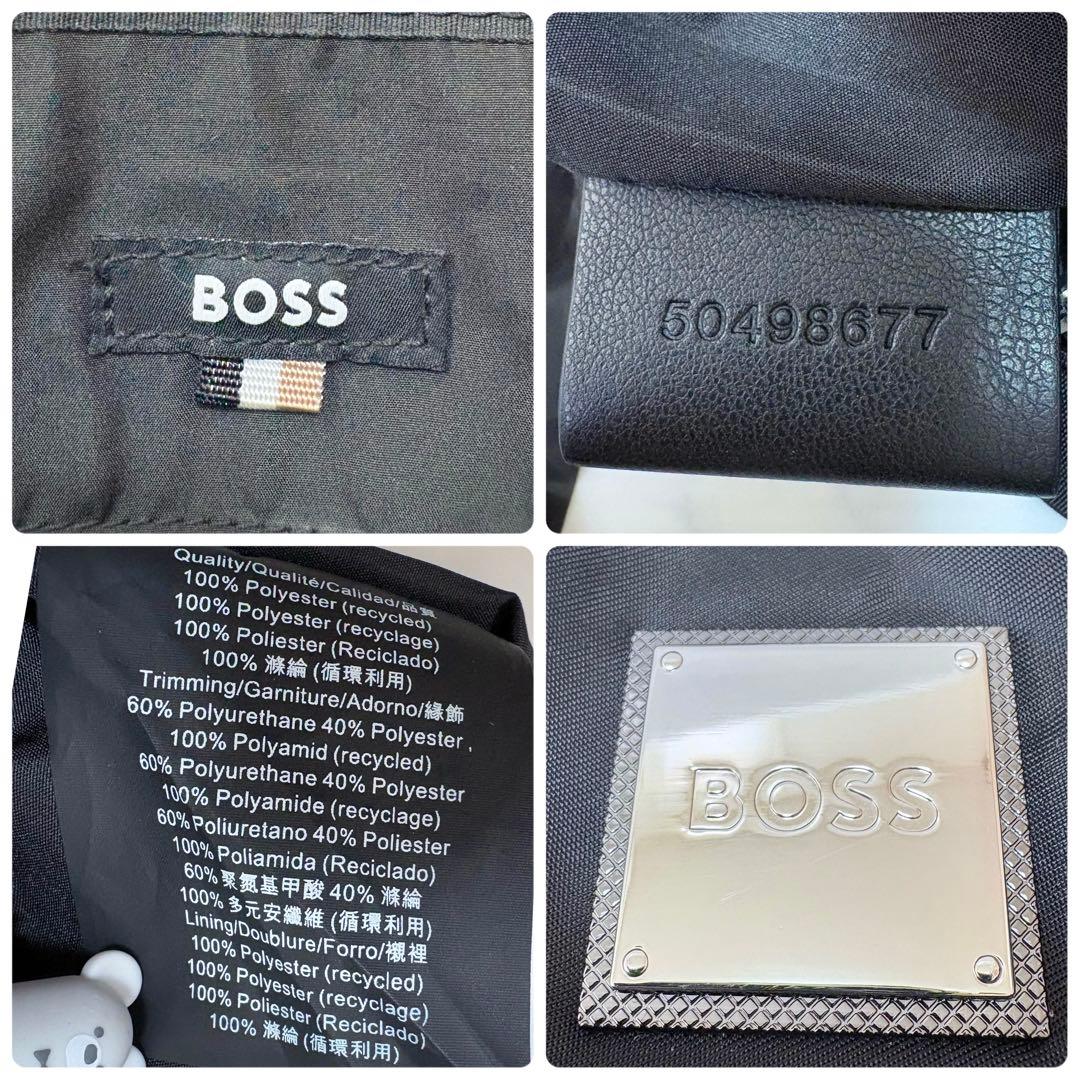 BOSS
50498677
Quality/Qualité/Calidad/品質
100% Polyester (recycled)
100% Polyester (recyclage)
100% Poliester (Reciclado)
100% 滌綸 (循環利用)
Trimming/Garniture/Adorno/緣飾
60% Polyurethane 40% Polyester ,
100% Polyamid (recycled)
60% Polyurethane 40% Polyester
100% Polyamide (recyclage)
60% Poliuretano 40% Poliester
100% Poliamida (Reciclado)
60% 聚氮基甲酸 40% 滌綸
100% 多元安纖維 (循環利用)
Lining/Doublure/Forro/襯裡
100% Polyester (recycled)
100% Polyester (recyclage)
100% Poliester (Reciclado)
100% 滌綸 (循環利用)
BOSS